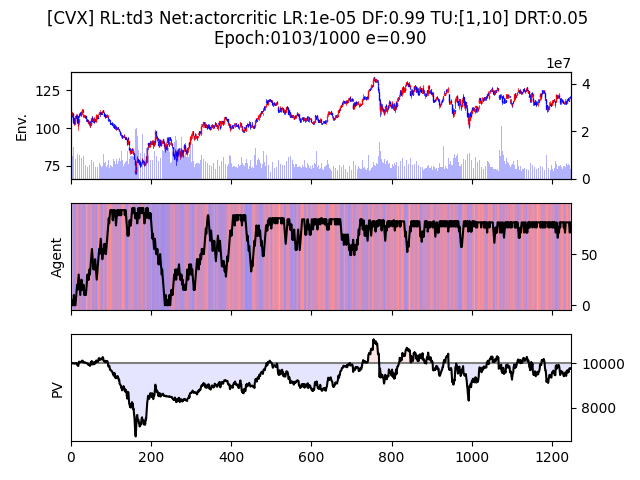 [CVX] RL:td3 Net:actorcritic LR:1e-05 DF:0.99 TU:[1,10] DRT:0.05
Epoch:0103/1000 e=0.90
1e7
125
100
75
Env.
4
2
0
Agent
50
0
PV
10000
8000
0
200
400
600
800
1000
1200